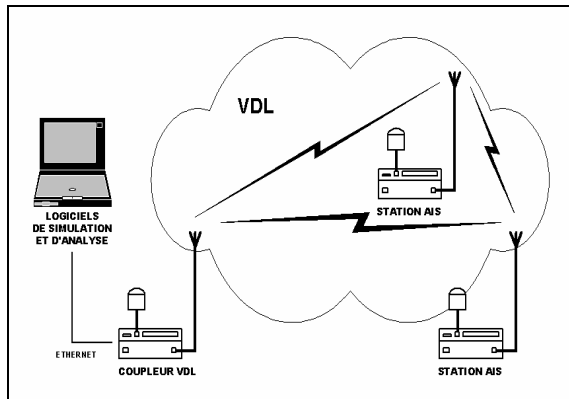 VDL
STATION AIS
LOGICIELS
DE SIMULATION
ET D'ANALYSE
ETHERNET
COUPLEUR VDL
STATION AIS